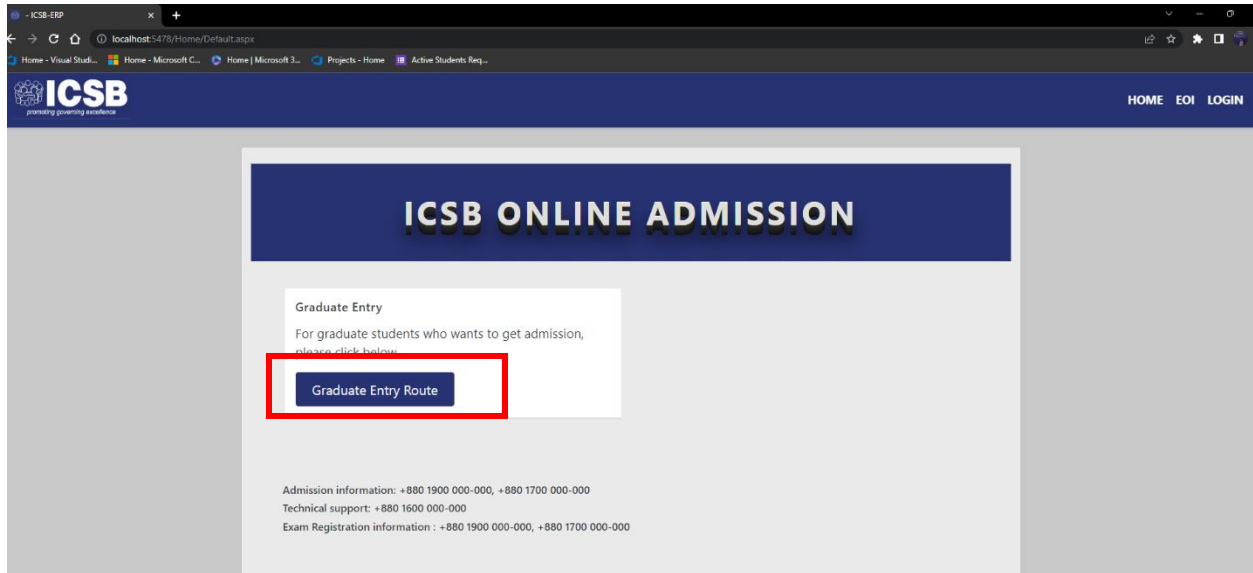 - ICSB-ERP
localhost:5478/Home/Default.aspx
Home - Visual Studi...
Home - Microsoft C...
Home | Microsoft 3...
Projects - Home
Active Students Req...
ICSB
promoting governing excellence
HOME EOI LOGIN
ICSB ONLINE ADMISSION
Graduate Entry
For graduate students who wants to get admission,
please click below
Graduate Entry Route
Admission information: +880 1900 000-000, +880 1700 000-000
Technical support: +880 1600 000-000
Exam Registration information : +880 1900 000-000, +880 1700 000-000